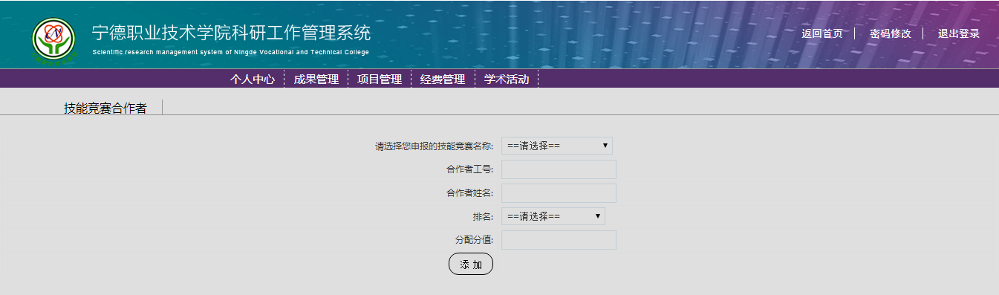 宁德职业技术学院科研工作管理系统
Scientific research management system of Ningde Vocational and Technical College
返回首页 密码修改 退出登录
个人中心 成果管理 项目管理 经费管理 学术活动
技能竞赛合作者
请选择您申报的技能竞赛名称: ==请选择==
合作者工号:
合作者姓名:
排名: ==请选择==
分配分值:
添 加